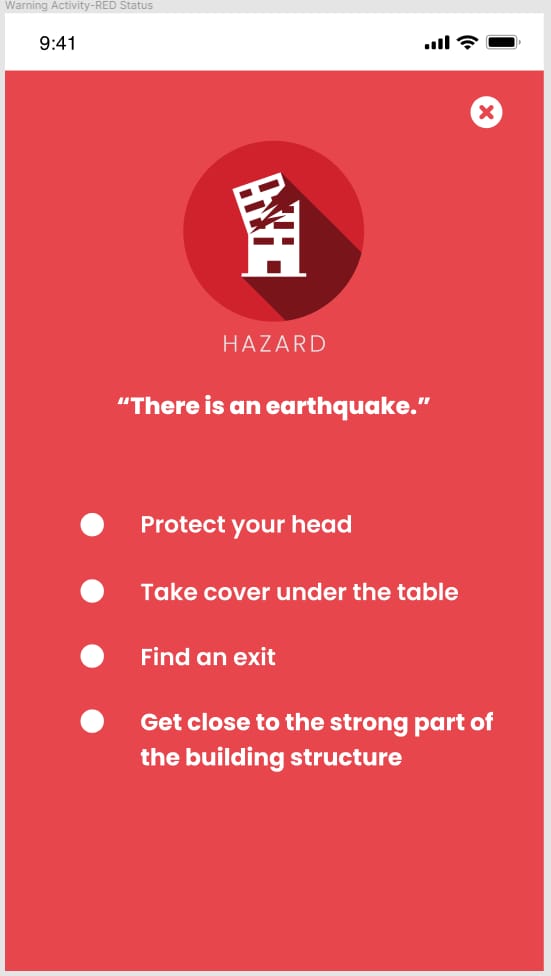 Warning Activity-RED Status
9:41
HAZARD
“There is an earthquake.”
Protect your head
Take cover under the table
Find an exit
Get close to the strong part of
the building structure